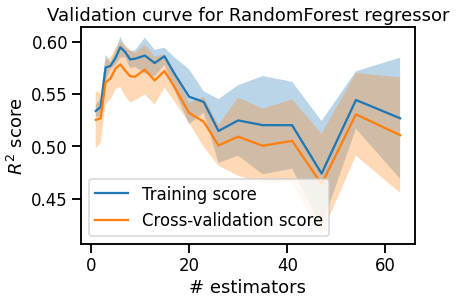 Validation curve for RandomForest regressor
0.60
0.55
0.50
0.45
R² score
Training score
Cross-validation score
0 20 40 60
# estimators